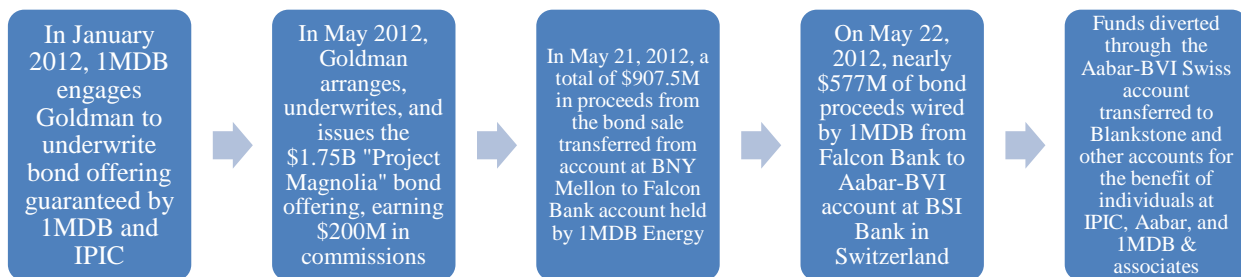 In January
2012, 1MDB
engages
Goldman to
underwrite
bond offering
guaranteed by
1MDB and
IPIC
In May 2012,
Goldman
arranges,
underwrites, and
issues the
$1.75B "Project
Magnolia" bond
offering, earning
$200M in
commissions
In May 21, 2012, a
total of $907.5M
in proceeds from
the bond sale
transferred from
account at BNY
Mellon to Falcon
Bank account held
by 1MDB Energy
On May 22,
2012, nearly
$577M of bond
proceeds wired
by 1MDB from
Falcon Bank to
Aabar-BVI
account at BSI
Bank in
Switzerland
Funds diverted
through the
Aabar-BVI Swiss
account
transferred to
Blankstone and
other accounts for
the benefit of
individuals at
IPIC, Aabar, and
1MDB &
associates